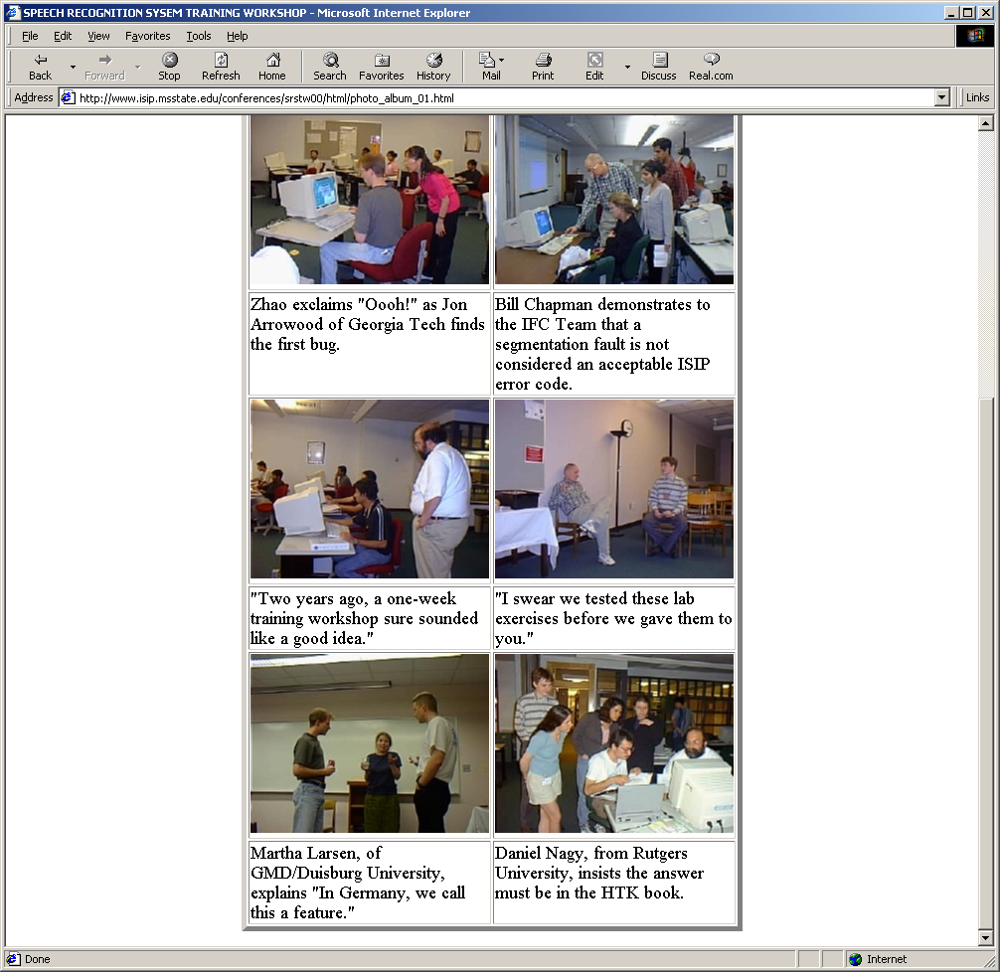 SPEECH RECOGNITION SYSEM TRAINING WORKSHOP - Microsoft Internet Explorer
File Edit View Favorites Tools Help
Back Forward Stop Refresh Home Search Favorites History Mail Print Edit Discuss Real.com
Address http://www.isip.msstate.edu/conferences/srstw00/html/photo_album_01.html Links
Zhao exclaims "Oooh!" as Jon
Arrowood of Georgia Tech finds
the first bug.
Bill Chapman demonstrates to
the IFC Team that a
segmentation fault is not
considered an acceptable ISIP
error code.
"Two years ago, a one-week
training workshop sure sounded
like a good idea."
"I swear we tested these lab
exercises before we gave them to
you."
Martha Larsen, of
GMD/Duisburg University,
explains "In Germany, we call
this a feature."
Daniel Nagy, from Rutgers
University, insists the answer
must be in the HTK book.
Done Internet